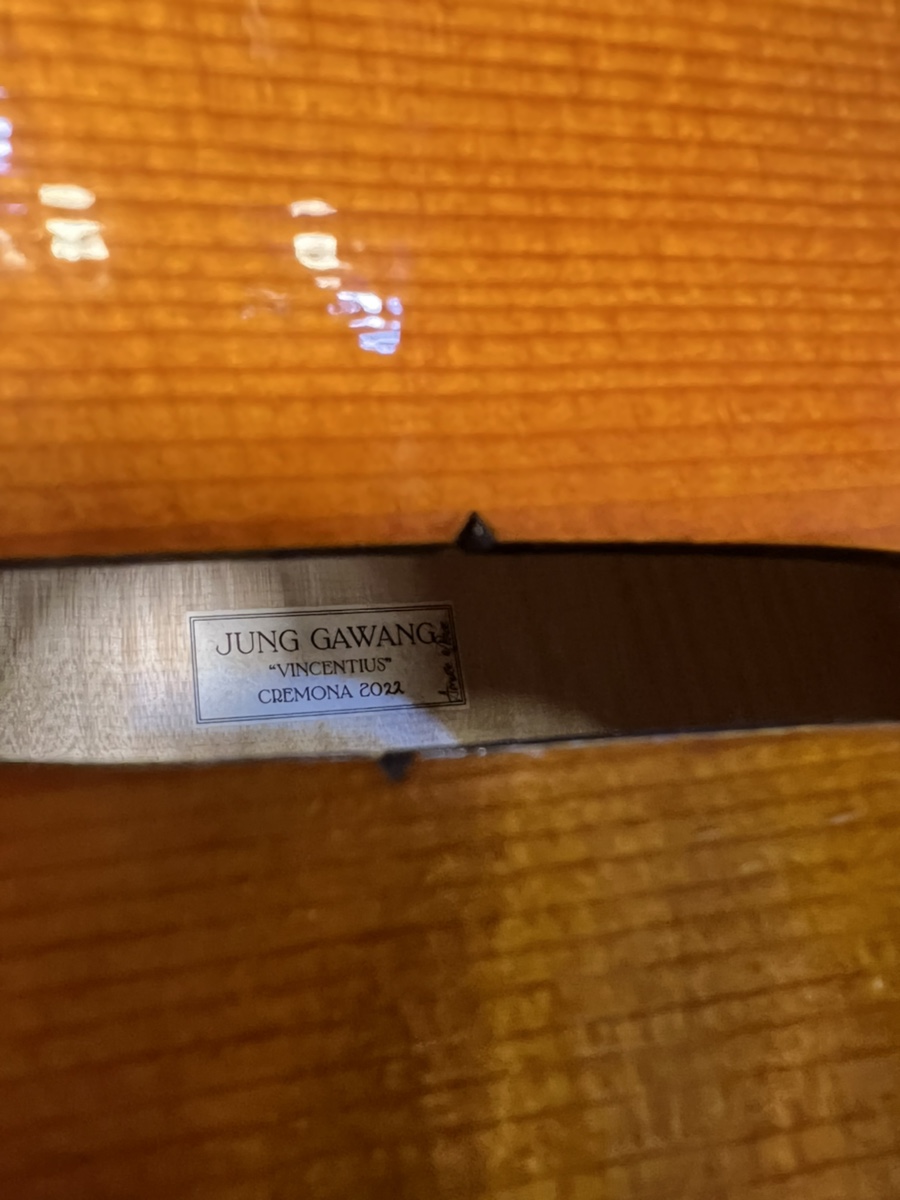 JUNG GAWANG
“VINCENTIUS”
CREMONA 2022